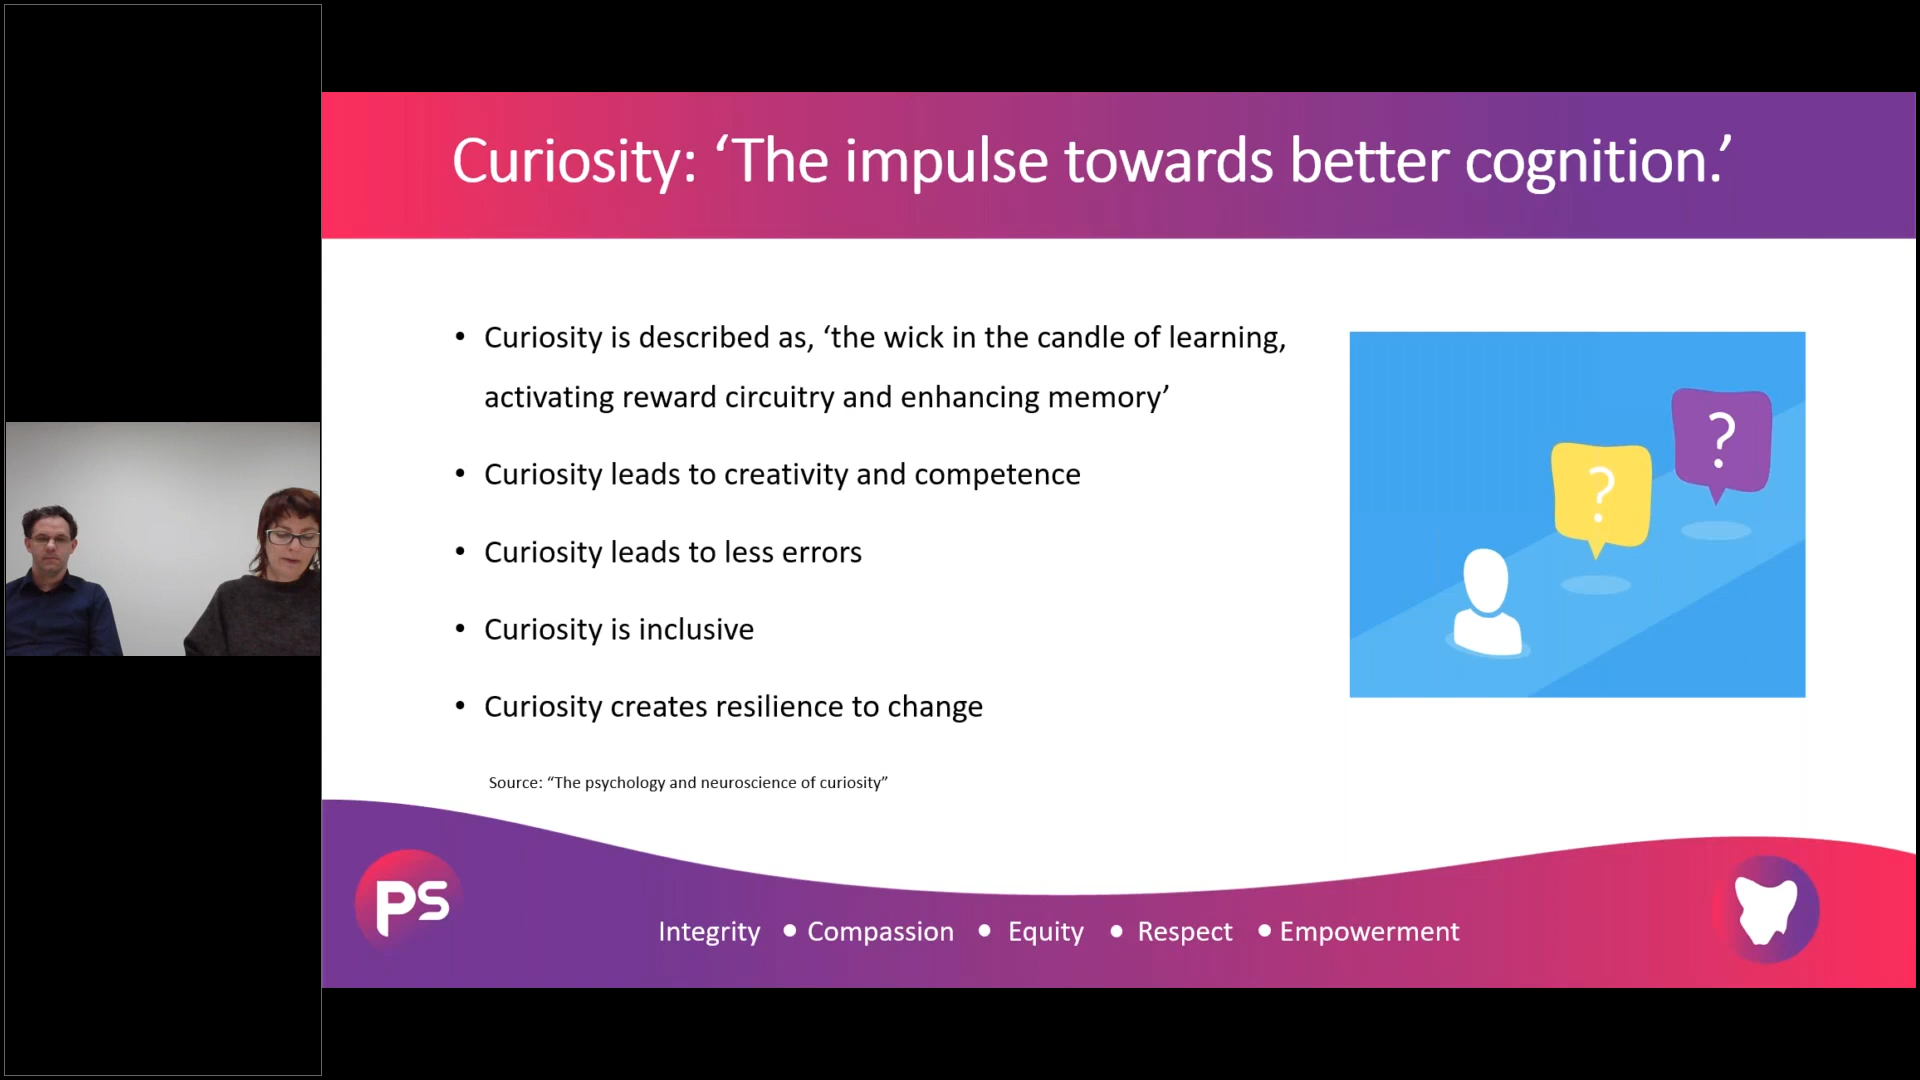 Curiosity: ‘The impulse towards better cognition.’
• Curiosity is described as, ‘the wick in the candle of learning,
activating reward circuitry and enhancing memory’
• Curiosity leads to creativity and competence
• Curiosity leads to less errors
• Curiosity is inclusive
• Curiosity creates resilience to change
?
?
Source: “The psychology and neuroscience of curiosity”
PS
Integrity • Compassion • Equity • Respect • Empowerment